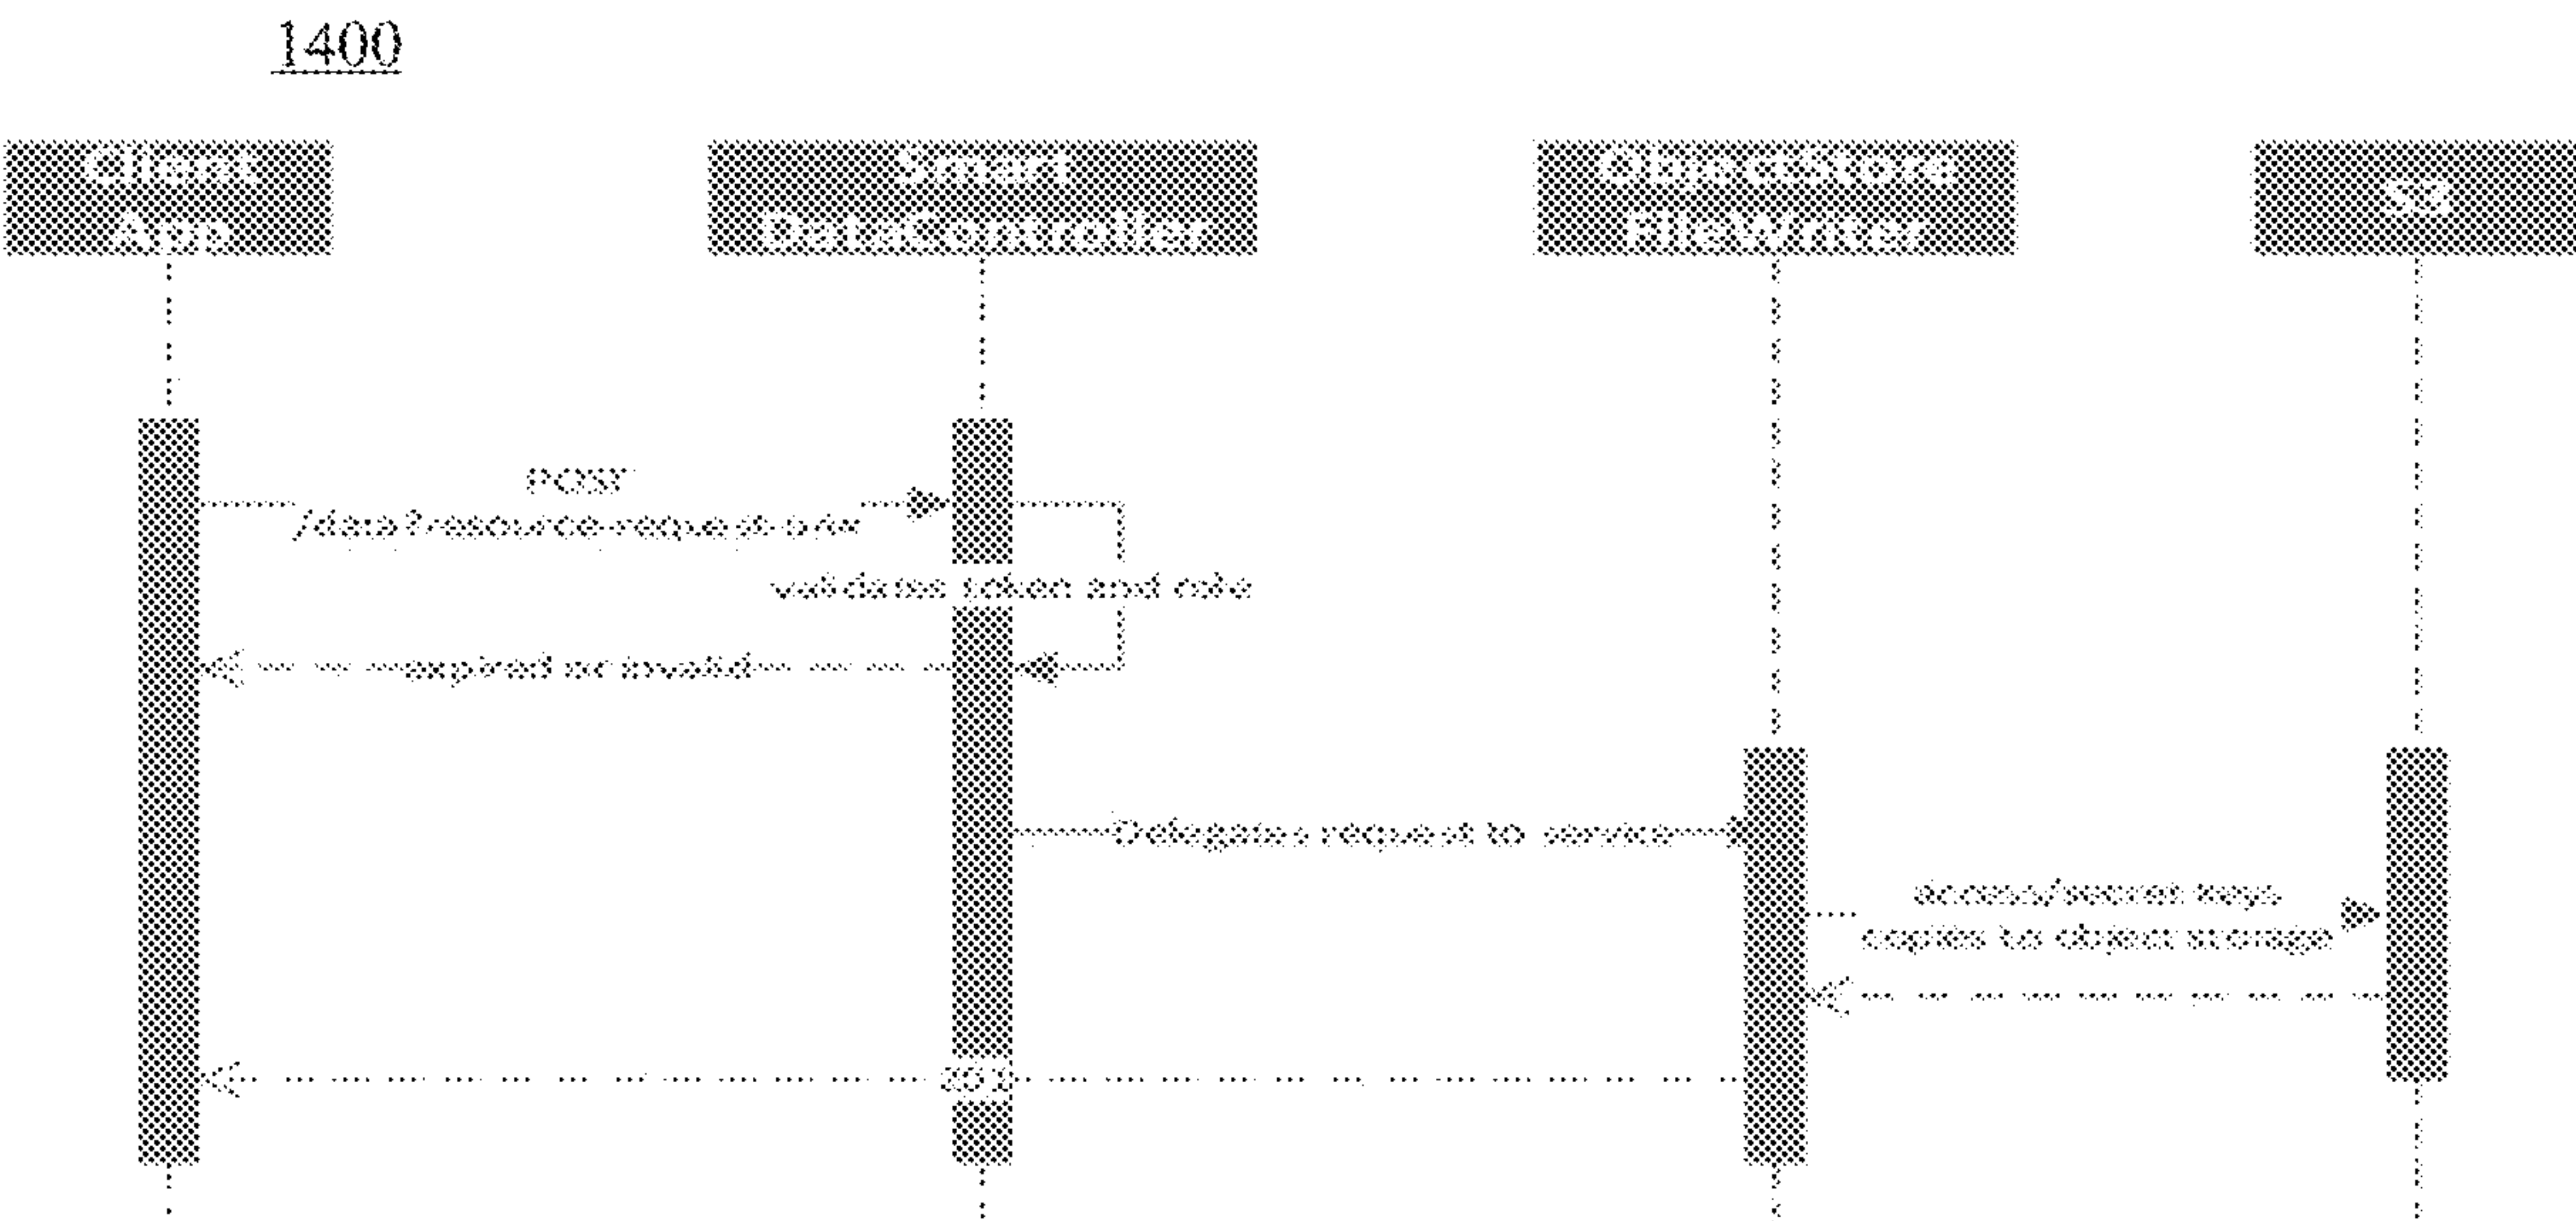 1400
Client
App
Smart
DataController
ObjectStore
FileWriter
S3
POST
/data?resource-request-urn
validates token and role
expired or invalid
Delegates request to service
access/secret keys
copies to object storage
201